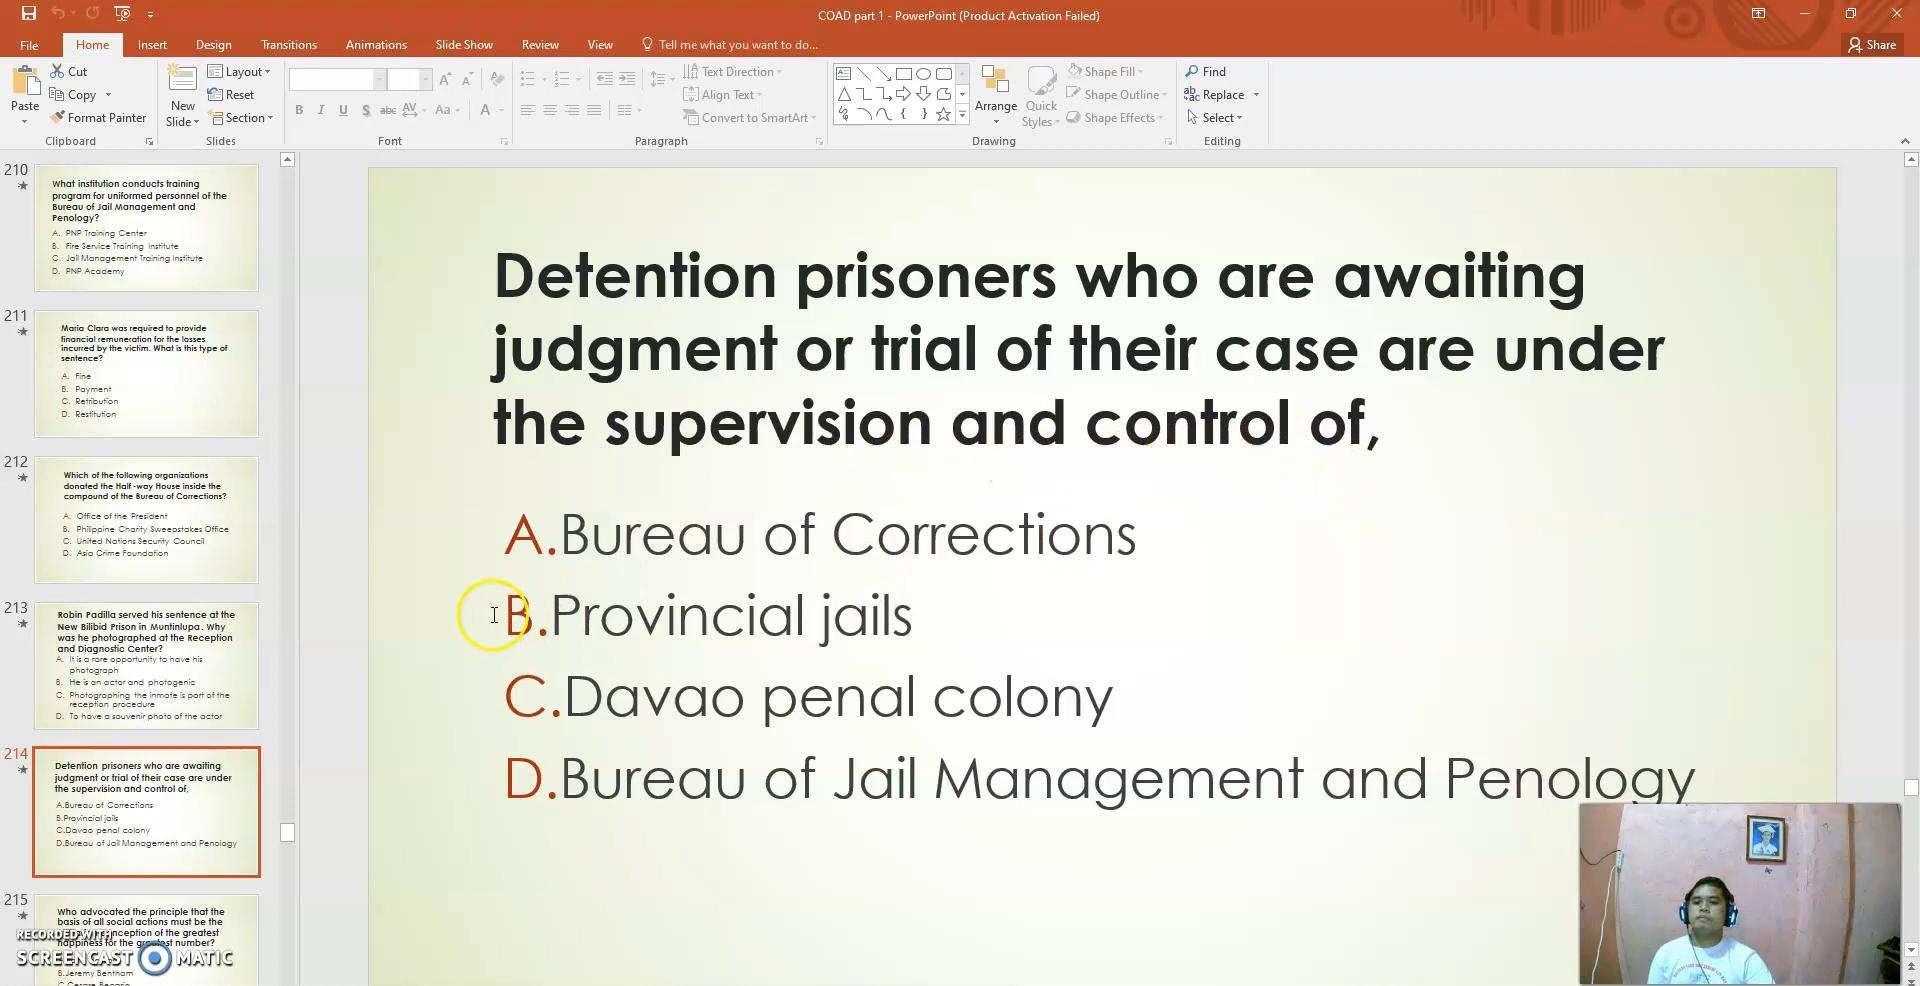 COAD part 1 - PowerPoint (Product Activation Failed)
File Home Insert Design Transitions Animations Slide Show Review View Tell me what you want to do... Share
Paste
Cut
Copy
Format Painter
Clipboard
New Slide
Layout
Reset
Section
Slides
B I U S abc AV Aa A
Font
Text Direction
Align Text
Convert to SmartArt
Paragraph
Arrange
Quick Styles
Shape Fill
Shape Outline
Shape Effects
Drawing
Find
Replace
Select
Editing
210
What institution conducts training
program for uniformed personnel of the
Bureau of Jail Management and
Penology?
A. PNP Training Center
B. Fire Service Training Institute
C. Jail Management Training Institute
D. PNP Academy
211
Maria Clara was required to provide
financial remuneration for the losses
incurred by the victim. What is this type of
sentence?
A. Fine
B. Payment
C. Retribution
D. Restitution
212
Which of the following organizations
donated the Half-way House inside the
compound of the Bureau of Corrections?
A. Office of the President
B. Philippine Charity Sweepstakes Office
C. United Nations Security Council
D. Asia Crime Foundation
213
Robin Padilla served his sentence at the
New Bilibid Prison in Muntinlupa. Why
was he photographed at the Reception
and Diagnostic Center?
A. It is a rare opportunity to have his
photograph
B. He is an actor and photogenic
C. Photographing the inmate is part of the
reception procedure
D. To have a souvenir photo of the actor
214
Detention prisoners who are awaiting
judgment or trial of their case are under
the supervision and control of,
A.Bureau of Corrections
B.Provincial jails
C.Davao penal colony
D.Bureau of Jail Management and Penology
215
Who advocated the principle that the
basis of all social actions must be the
conception of the greatest
happiness for the greatest number?
B.Jeremy Bentham
RECORDED WITH
SCREENCAST MATIC
Detention prisoners who are awaiting
judgment or trial of their case are under
the supervision and control of,
A.Bureau of Corrections
B.Provincial jails
C.Davao penal colony
D.Bureau of Jail Management and Penology